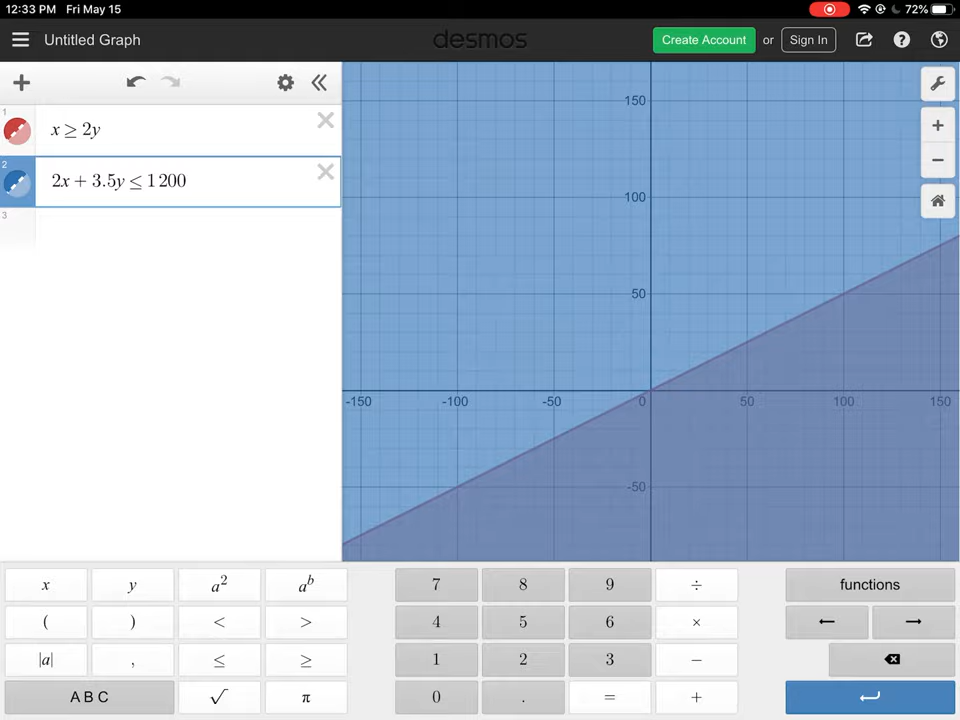 12:33 PM Fri May 15 72%
Untitled Graph desmos Create Account or Sign In
1 x ≥ 2y
2 2x + 3.5y ≤ 1200
3
150
100
50
-150 -100 -50 0 50 100 150
-50
x y a² aᵇ 7 8 9 ÷ functions
( ) < > 4 5 6 × ← →
|a| , ≤ ≥ 1 2 3 −
A B C √ π 0 . = +